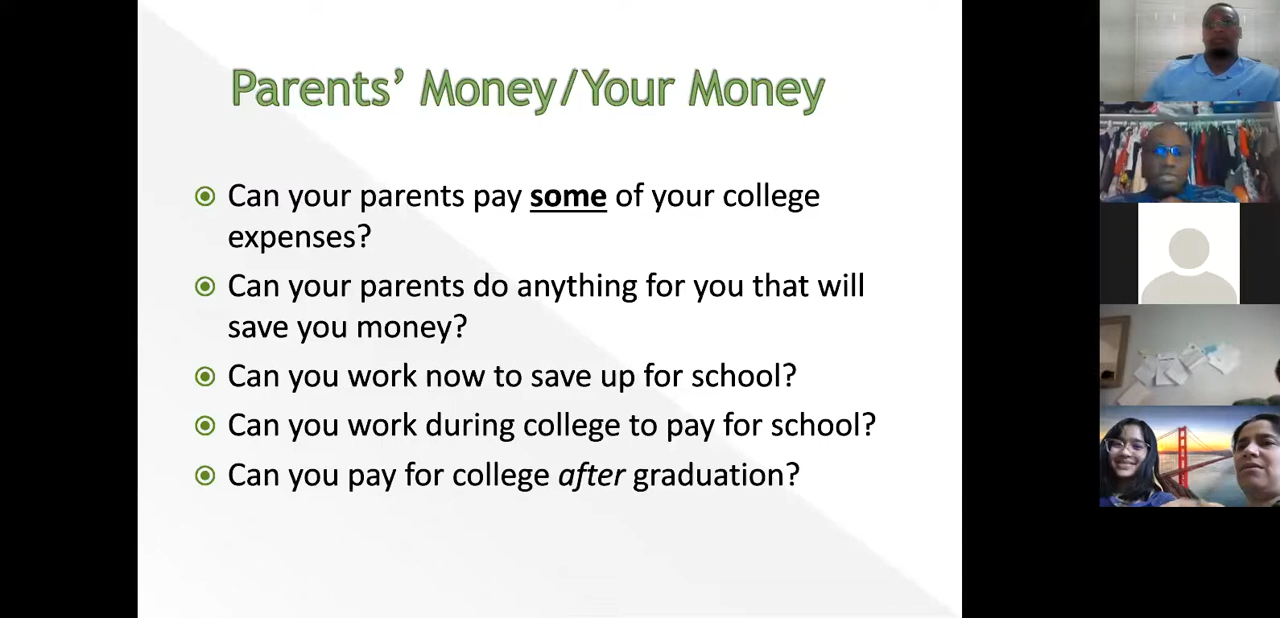 Parents’ Money/Your Money
Can your parents pay some of your college
expenses?
Can your parents do anything for you that will
save you money?
Can you work now to save up for school?
Can you work during college to pay for school?
Can you pay for college after graduation?